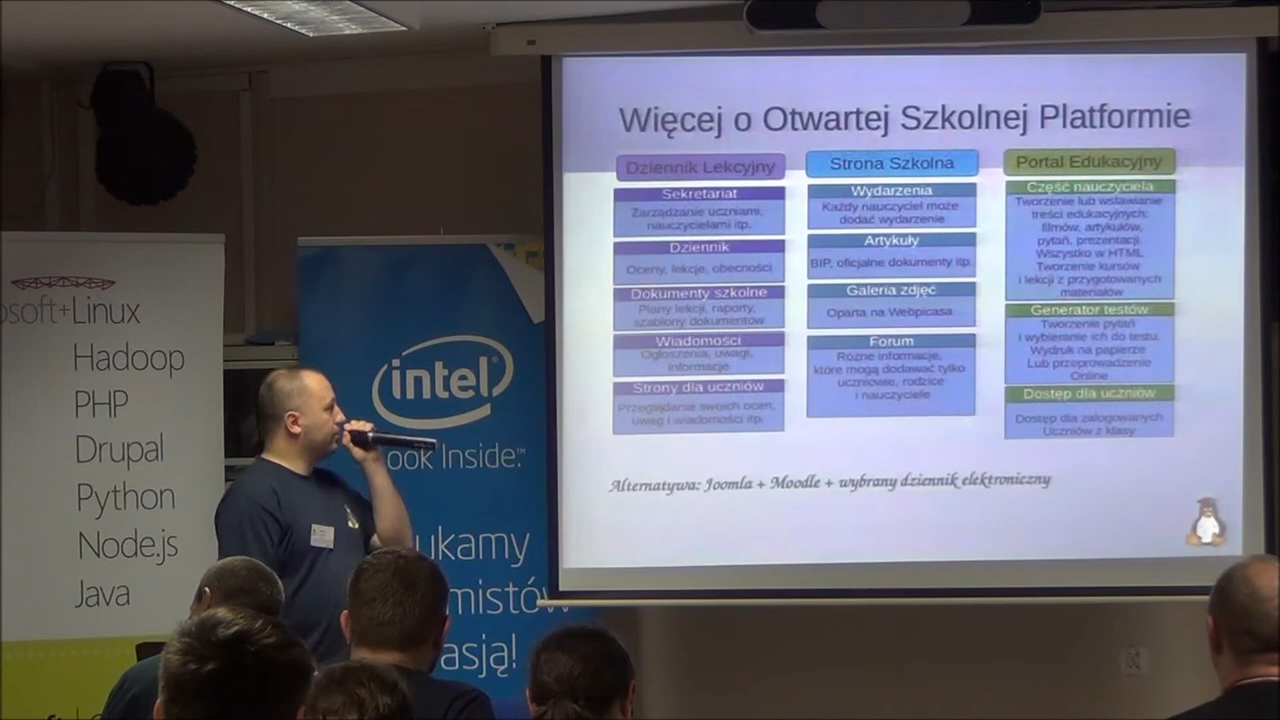 Więcej o Otwartej Szkolnej Platformie
Dziennik Lekcyjny
Sekretariat
Zarządzanie uczniami,
nauczycielami itp.
Dziennik
Oceny, lekcje, obecności
Dokumenty szkolne
Plany lekcji, raporty,
szablony dokumentów
Wiadomości
Ogłoszenia, uwagi,
informacje
Strony dla uczniów
Przeglądanie swoich ocen,
uwag i wiadomości itp.
Strona Szkolna
Wydarzenia
Każdy nauczyciel może
dodać wydarzenie
Artykuły
BIP, oficjalne dokumenty itp.
Galeria zdjęć
Oparta na Webpicasa
Forum
Różne informacje,
które mogą dodawać tylko
uczniowie, rodzice
i nauczyciele
Portal Edukacyjny
Część nauczyciela
Tworzenie lub wstawianie
treści edukacyjnych:
filmów, artykułów,
pytań, prezentacji.
Wszystko w HTML
Tworzenie kursów
i lekcji z przygotowanych
materiałów
Generator testów
Tworzenie pytań
i wybieranie ich do testu.
Wydruk na papierze
Lub przeprowadzenie
Online
Dostęp dla uczniów
Dostęp dla zalogowanych
Uczniów z klasy
Alternatywa: Joomla + Moodle + wybrany dziennik elektroniczny
osoft+Linux
Hadoop
PHP
Drupal
Python
Node.js
Java
intel®
ook Inside.™
ukamy
mistów
asją!